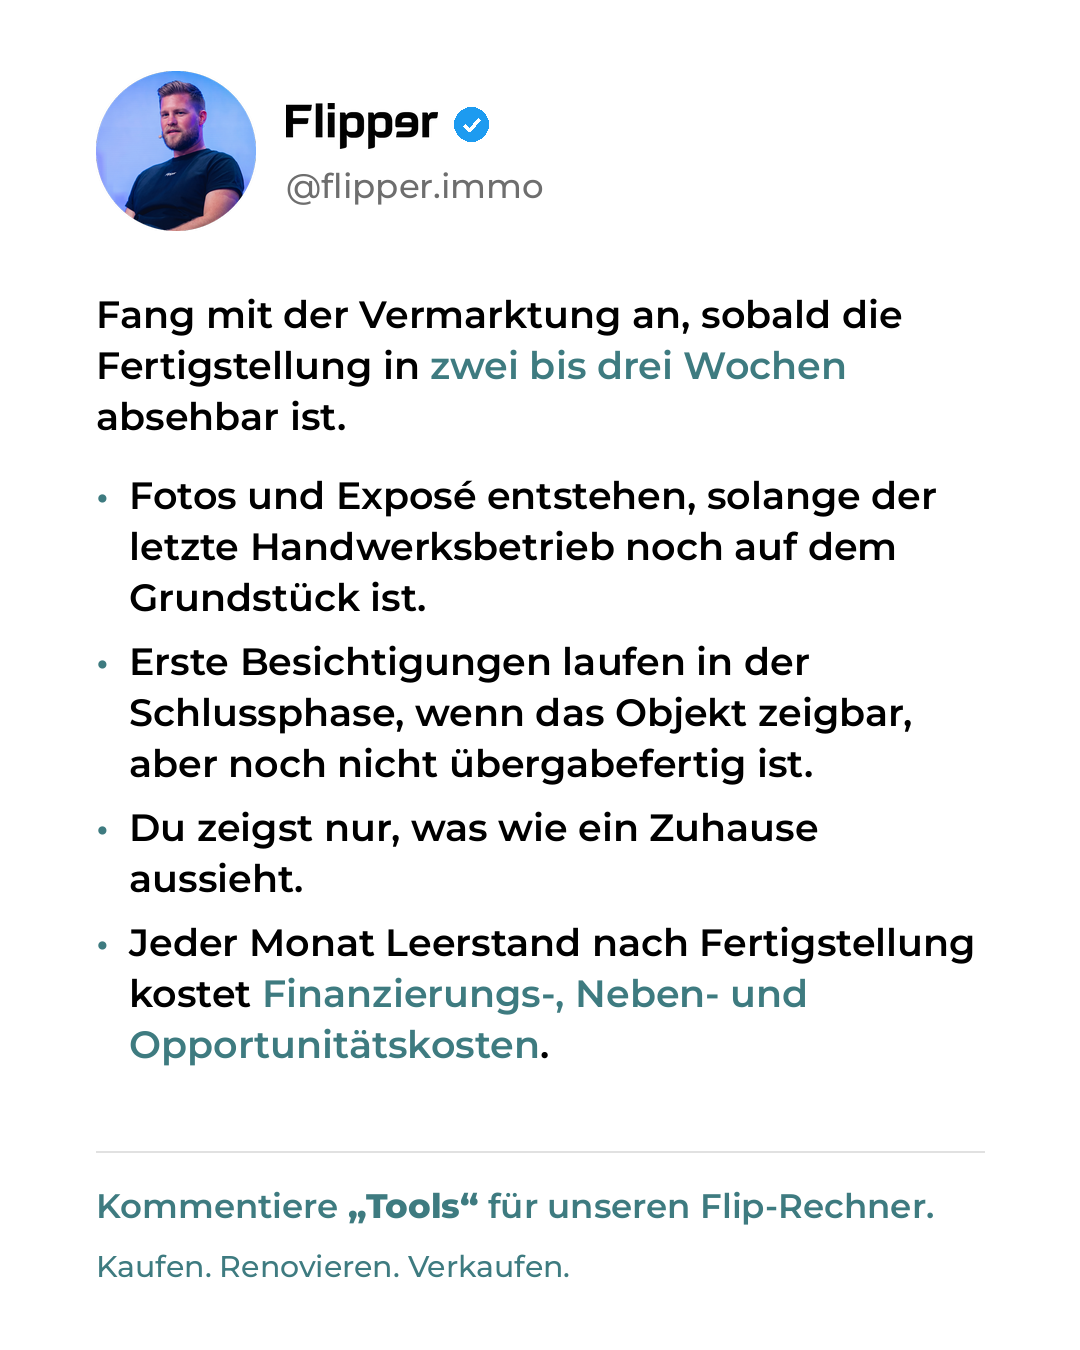 Flipper
@flipper.immo
Fang mit der Vermarktung an, sobald die
Fertigstellung in zwei bis drei Wochen
absehbar ist.
• Fotos und Exposé entstehen, solange der
letzte Handwerksbetrieb noch auf dem
Grundstück ist.
• Erste Besichtigungen laufen in der
Schlussphase, wenn das Objekt zeigbar,
aber noch nicht übergabefertig ist.
• Du zeigst nur, was wie ein Zuhause
aussieht.
• Jeder Monat Leerstand nach Fertigstellung
kostet Finanzierungs-, Neben- und
Opportunitätskosten.
Kommentiere „Tools“ für unseren Flip-Rechner.
Kaufen. Renovieren. Verkaufen.